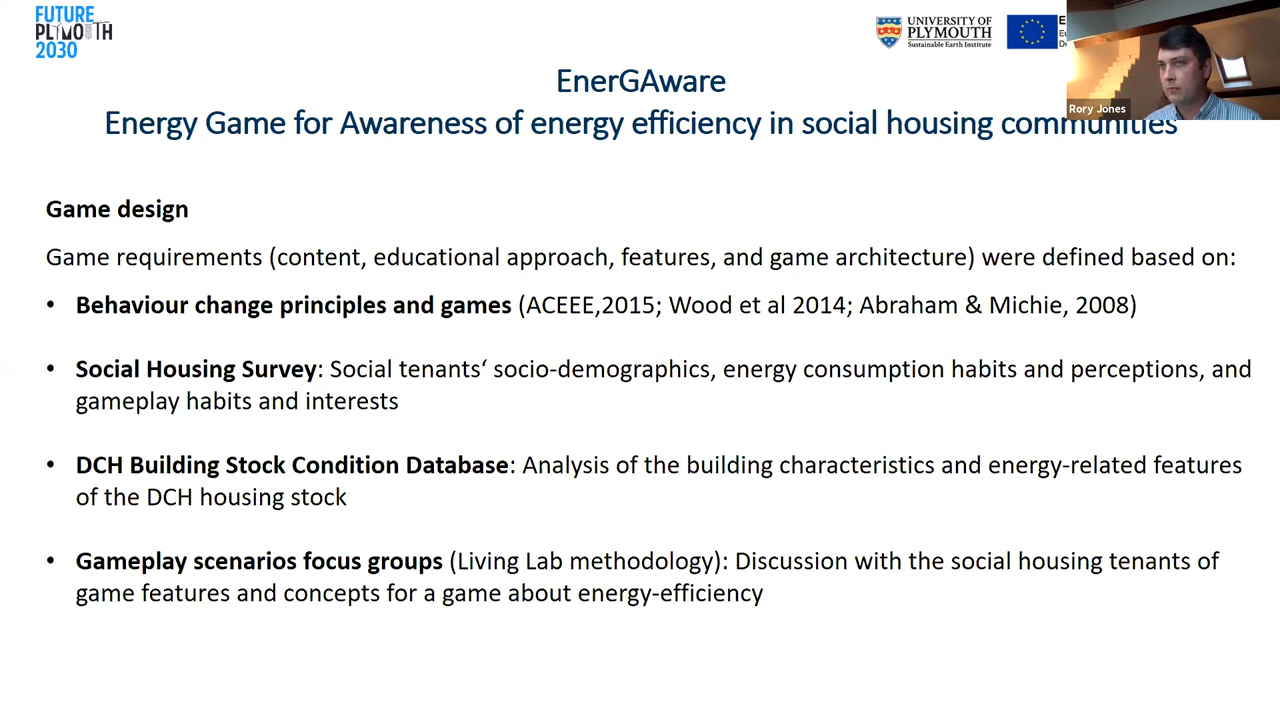 FUTURE
PLYMOUTH
2030
UNIVERSITY OF
PLYMOUTH
Sustainable Earth Institute
Rory Jones
EnerGAware
Energy Game for Awareness of energy efficiency in social housing communities
Game design
Game requirements (content, educational approach, features, and game architecture) were defined based on:
• Behaviour change principles and games (ACEEE,2015; Wood et al 2014; Abraham & Michie, 2008)
• Social Housing Survey: Social tenants‘ socio-demographics, energy consumption habits and perceptions, and
gameplay habits and interests
• DCH Building Stock Condition Database: Analysis of the building characteristics and energy-related features
of the DCH housing stock
• Gameplay scenarios focus groups (Living Lab methodology): Discussion with the social housing tenants of
game features and concepts for a game about energy-efficiency